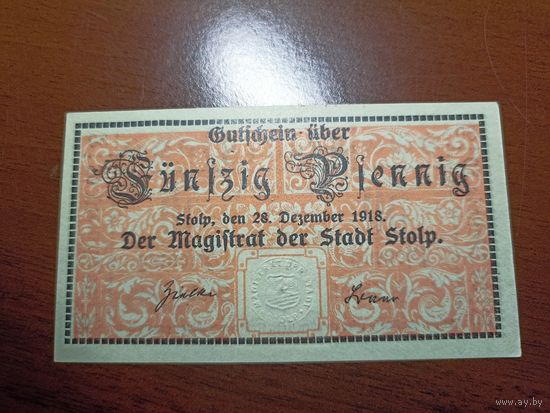 Gutschein über
Fünfzig Pfennig
Stolp, den 28. Dezember 1918.
Der Magistrat der Stadt Stolp.
www.ay.by